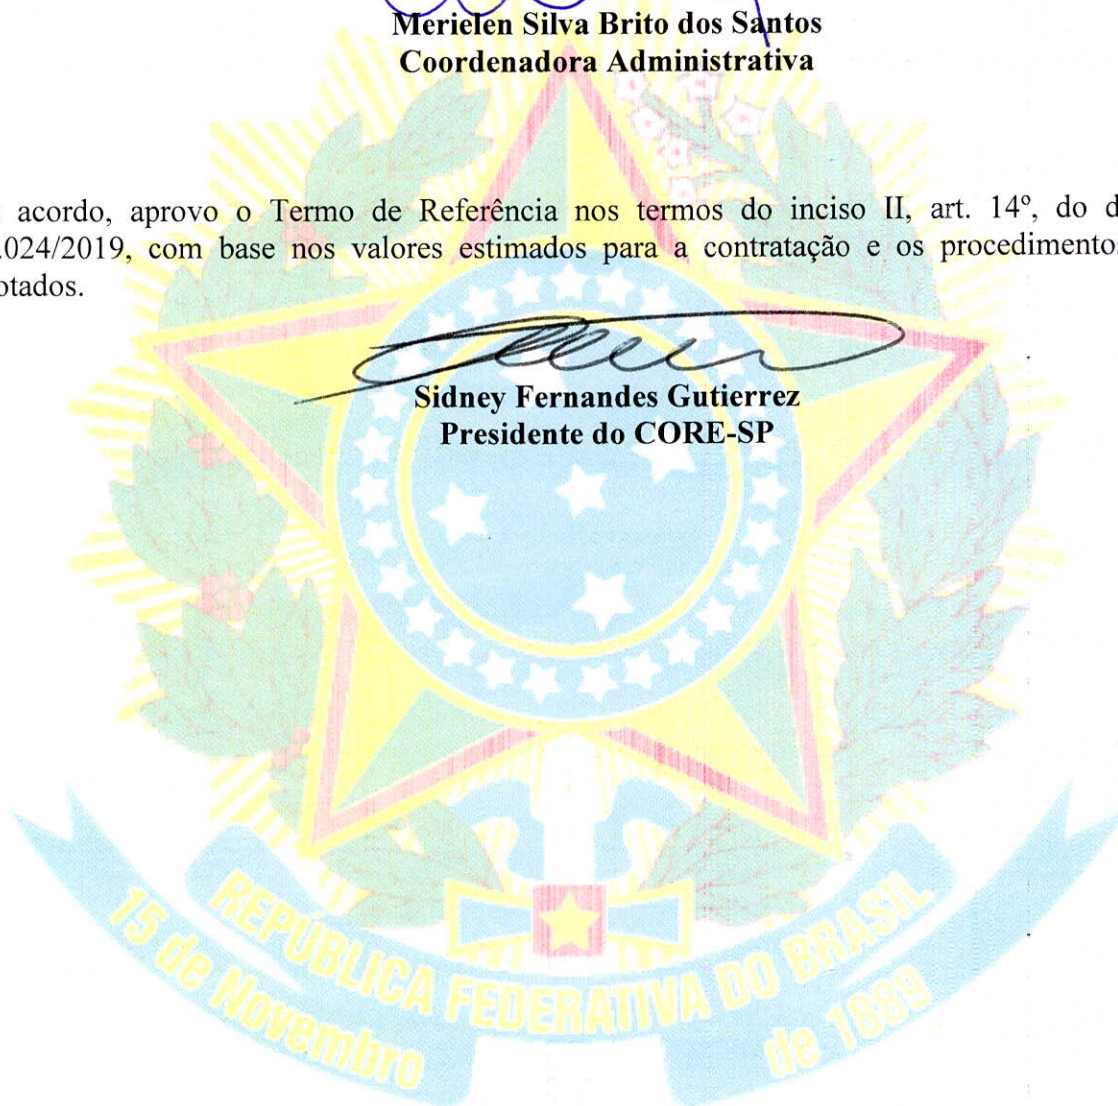 Merielen Silva Brito dos Santos
Coordenadora Administrativa
acordo, aprovo o Termo de Referência nos termos do inciso II, art. 14º, do d
.024/2019, com base nos valores estimados para a contratação e os procedimento
otados.
Sidney Fernandes Gutierrez
Presidente do CORE-SP
REPÚBLICA FEDERATIVA DO BRASIL
15 de Novembro
de 1889